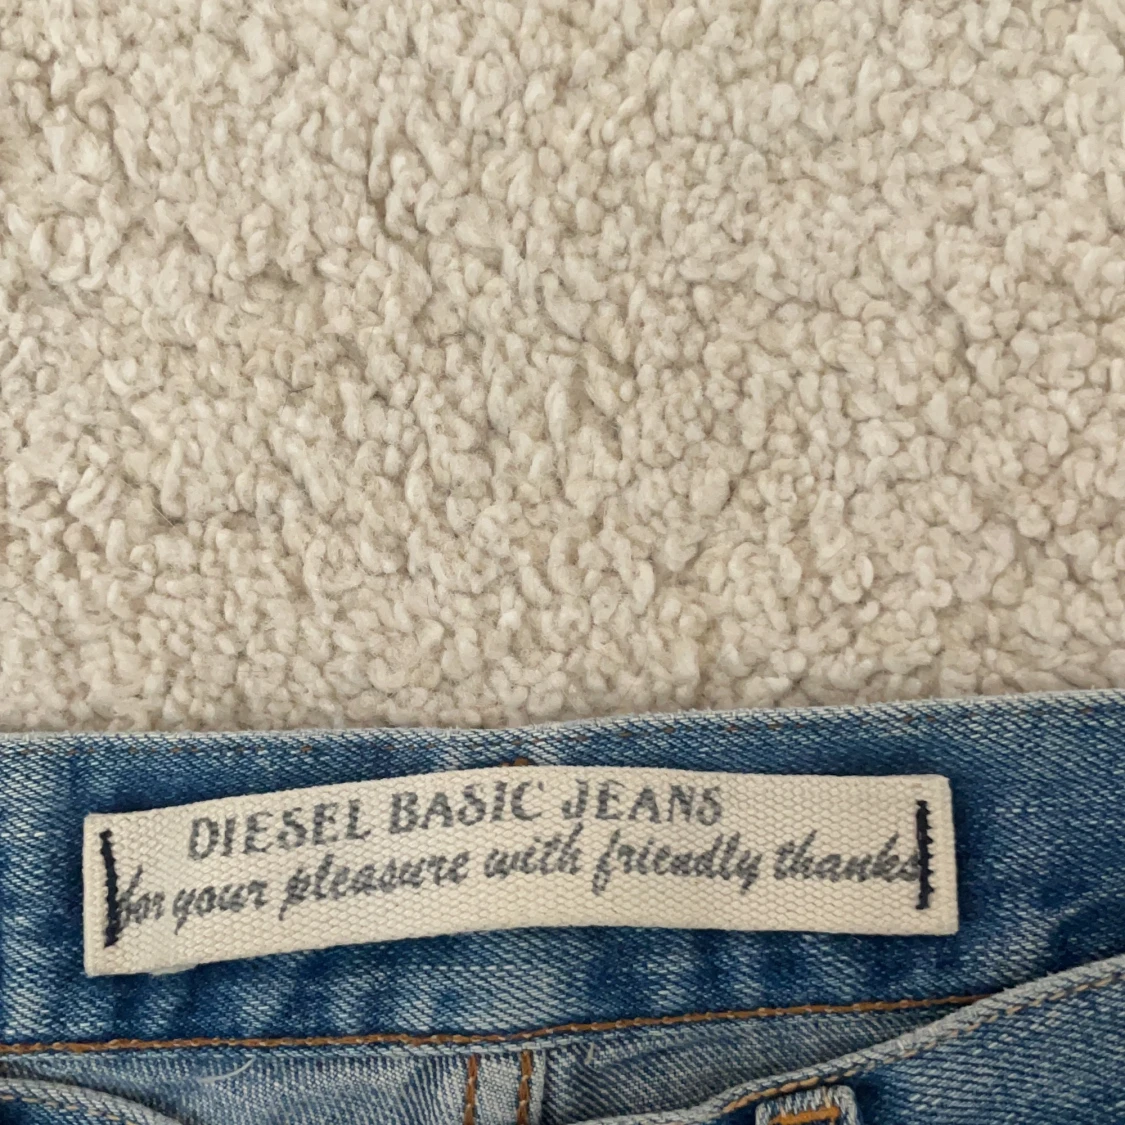 DIESEL BASIC JEANS
for your pleasure with friendly thanks